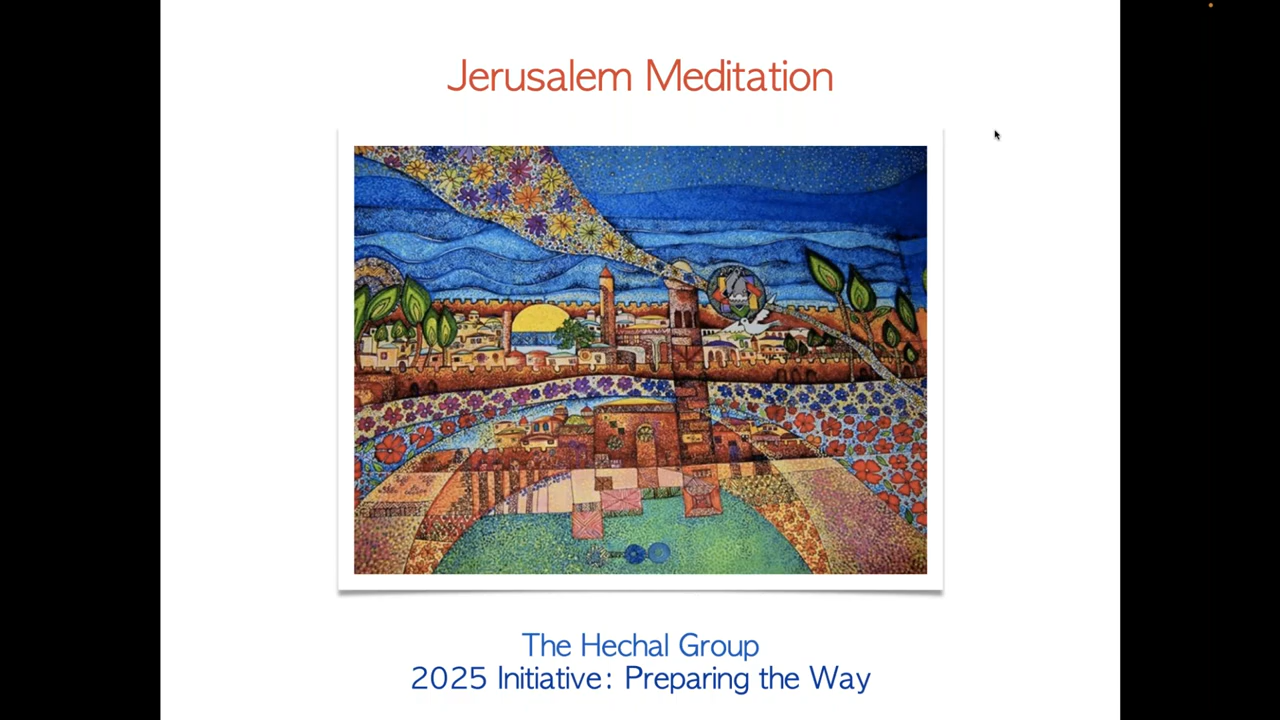 Jerusalem Meditation
The Hechal Group
2025 Initiative: Preparing the Way